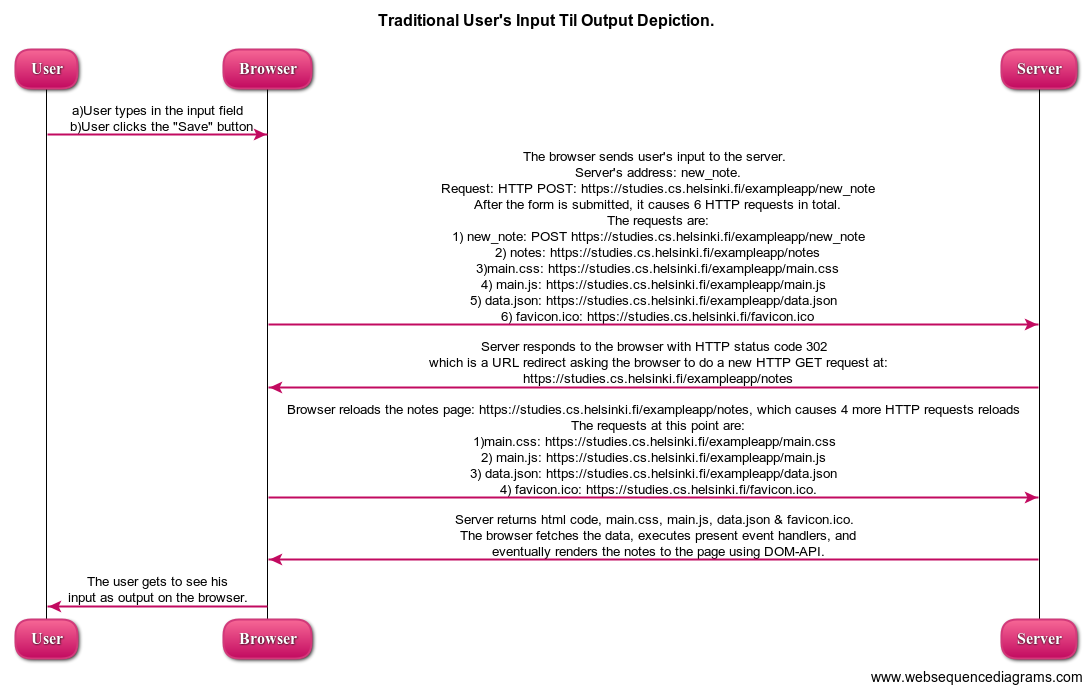 Traditional User's Input Til Output Depiction.
User
Browser
Server
a)User types in the input field
b)User clicks the "Save" button
The browser sends user's input to the server.
Server's address: new_note.
Request: HTTP POST: https://studies.cs.helsinki.fi/exampleapp/new_note
After the form is submitted, it causes 6 HTTP requests in total.
The requests are:
1) new_note: POST https://studies.cs.helsinki.fi/exampleapp/new_note
2) notes: https://studies.cs.helsinki.fi/exampleapp/notes
3)main.css: https://studies.cs.helsinki.fi/exampleapp/main.css
4) main.js: https://studies.cs.helsinki.fi/exampleapp/main.js
5) data.json: https://studies.cs.helsinki.fi/exampleapp/data.json
6) favicon.ico: https://studies.cs.helsinki.fi/favicon.ico
Server responds to the browser with HTTP status code 302
which is a URL redirect asking the browser to do a new HTTP GET request at:
https://studies.cs.helsinki.fi/exampleapp/notes
Browser reloads the notes page: https://studies.cs.helsinki.fi/exampleapp/notes, which causes 4 more HTTP requests reloads
The requests at this point are:
1)main.css: https://studies.cs.helsinki.fi/exampleapp/main.css
2) main.js: https://studies.cs.helsinki.fi/exampleapp/main.js
3) data.json: https://studies.cs.helsinki.fi/exampleapp/data.json
4) favicon.ico: https://studies.cs.helsinki.fi/favicon.ico.
Server returns html code, main.css, main.js, data.json & favicon.ico.
The browser fetches the data, executes present event handlers, and
eventually renders the notes to the page using DOM-API.
The user gets to see his
input as output on the browser.
User
Browser
Server
www.websequencediagrams.com